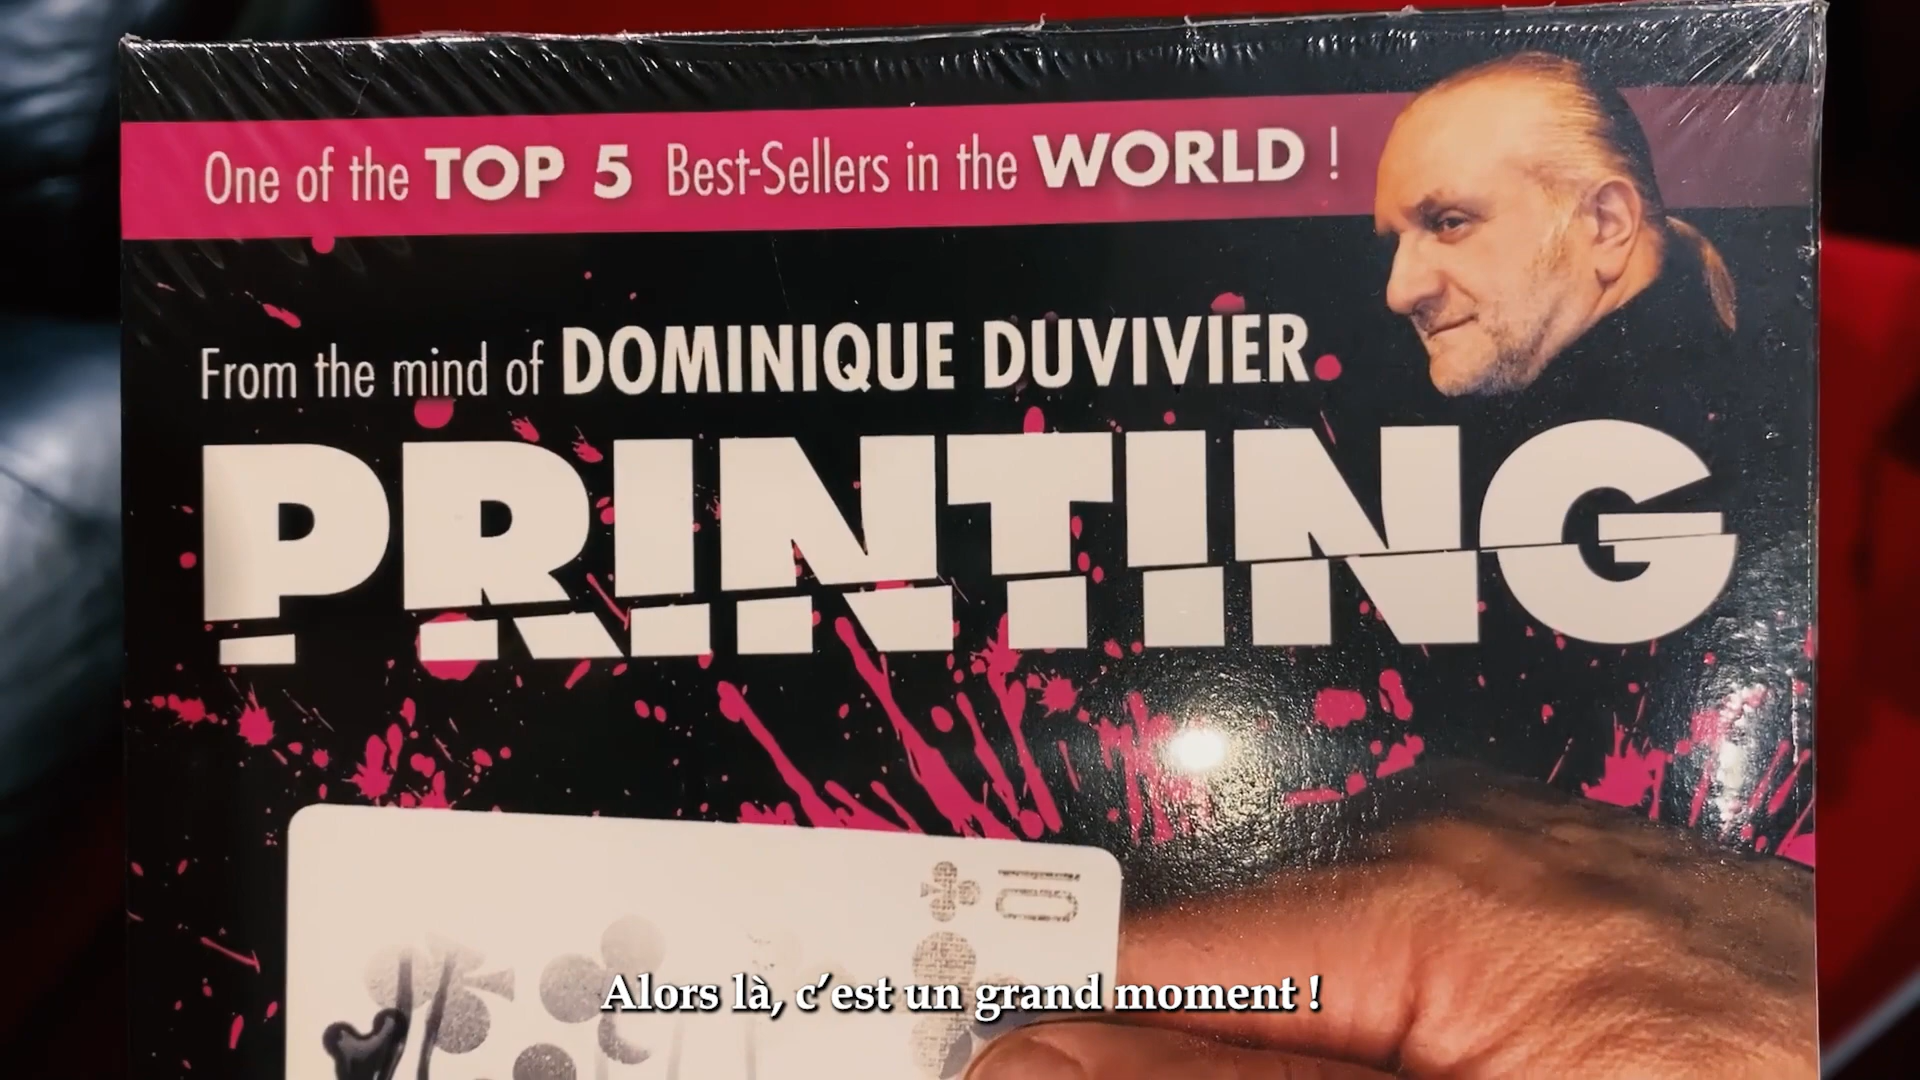 One of the TOP 5 Best-Sellers in the WORLD !
From the mind of DOMINIQUE DUVIVIER
PRINTING
10
Alors là, c’est un grand moment !